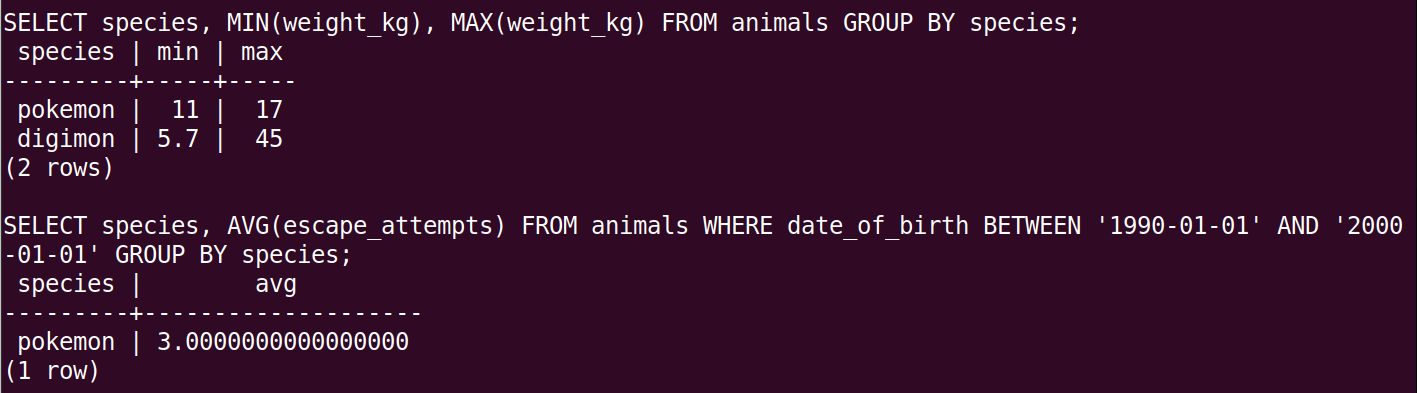 SELECT species, MIN(weight_kg), MAX(weight_kg) FROM animals GROUP BY species;
 species | min | max
---------+-----+-----
 pokemon |  11 |  17
 digimon | 5.7 |  45
(2 rows)

SELECT species, AVG(escape_attempts) FROM animals WHERE date_of_birth BETWEEN '1990-01-01' AND '2000
-01-01' GROUP BY species;
 species |        avg
---------+--------------------
 pokemon | 3.0000000000000000
(1 row)